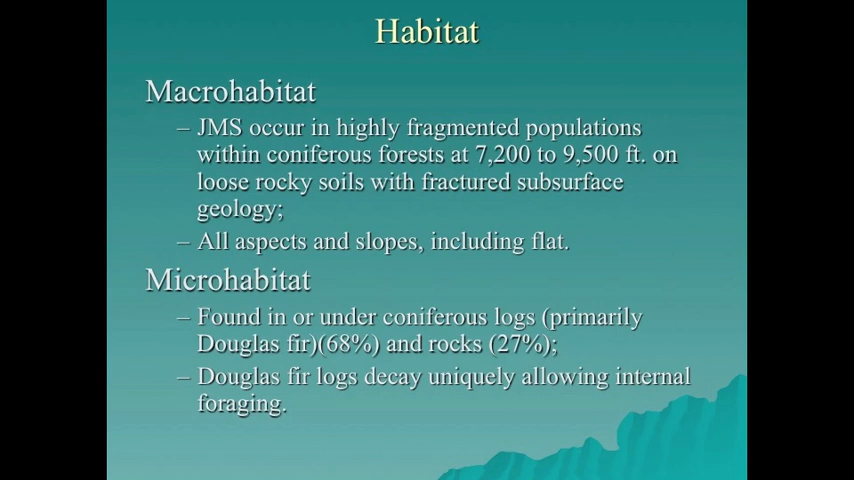 Habitat
Macrohabitat
– JMS occur in highly fragmented populations
within coniferous forests at 7,200 to 9,500 ft. on
loose rocky soils with fractured subsurface
geology;
– All aspects and slopes, including flat.
Microhabitat
– Found in or under coniferous logs (primarily
Douglas fir)(68%) and rocks (27%);
– Douglas fir logs decay uniquely allowing internal
foraging.